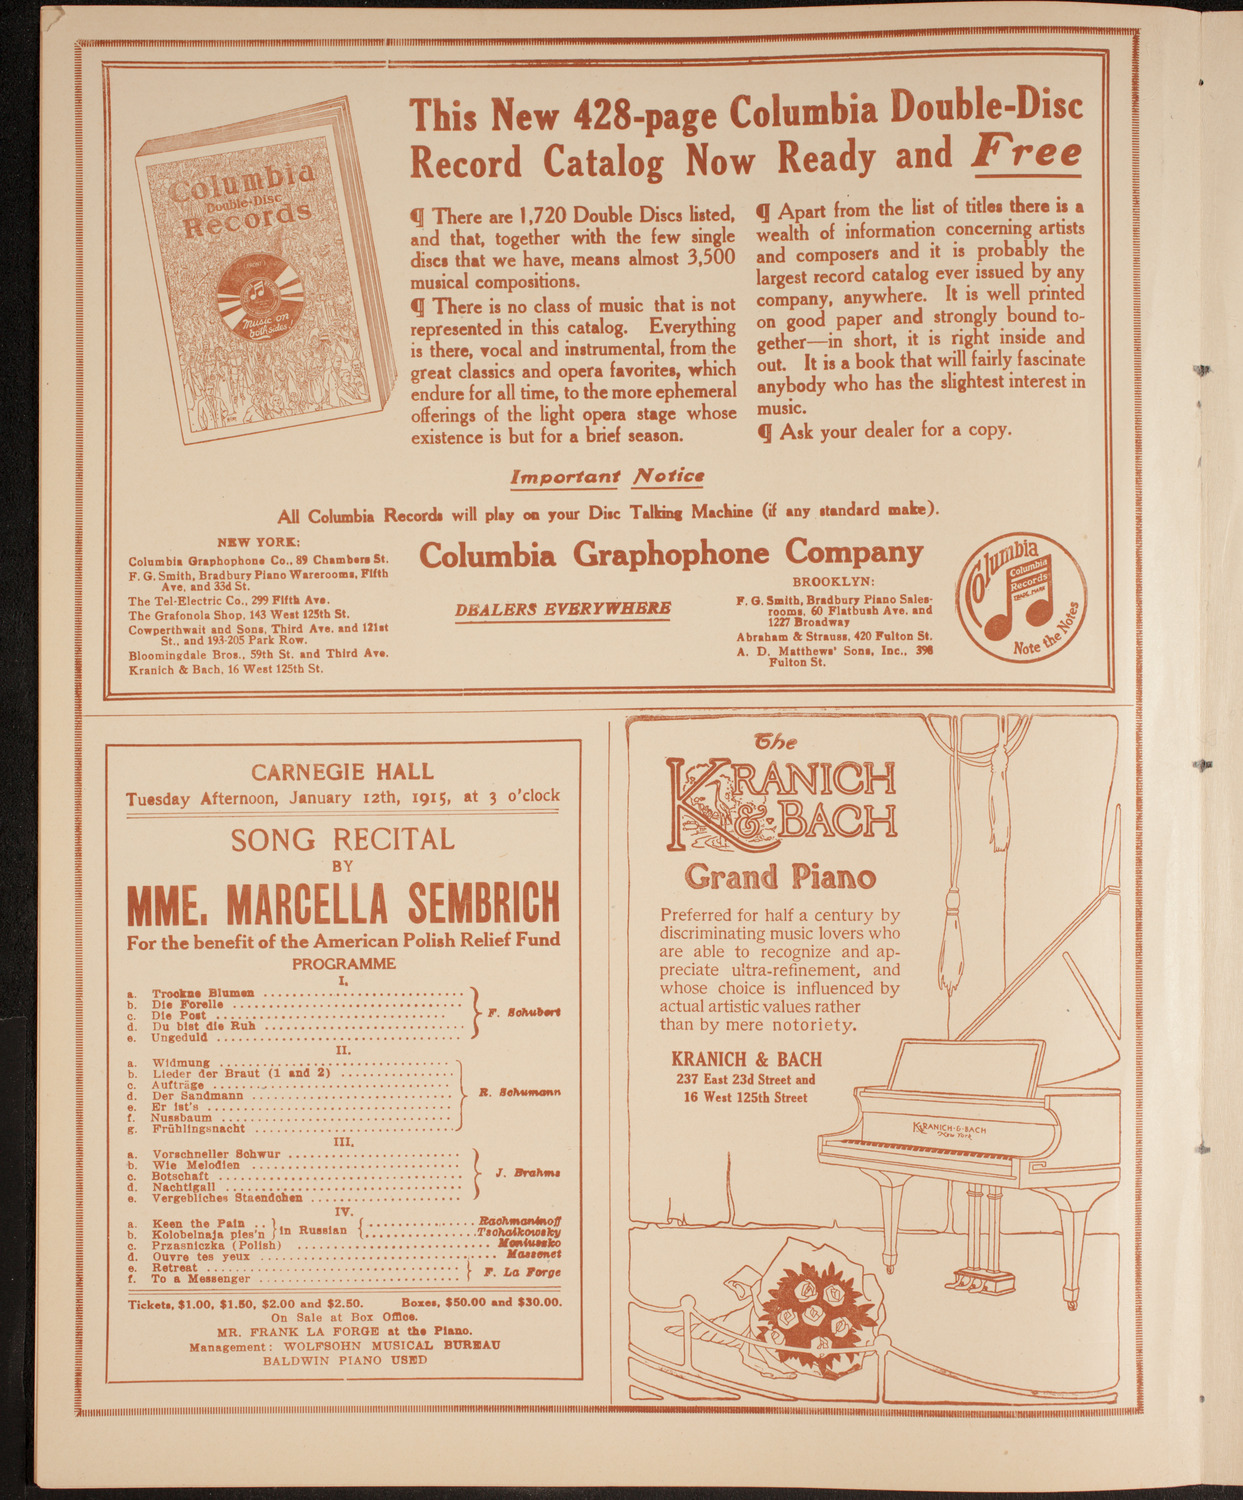 This New 428-page Columbia Double-Disc
Record Catalog Now Ready and Free
Columbia
Double-Disc
Records
Music on
both sides
¶ There are 1,720 Double Discs listed,
and that, together with the few single
discs that we have, means almost 3,500
musical compositions.
¶ There is no class of music that is not
represented in this catalog. Everything
is there, vocal and instrumental, from the
great classics and opera favorites, which
endure for all time, to the more ephemeral
offerings of the light opera stage whose
existence is but for a brief season.
¶ Apart from the list of titles there is a
wealth of information concerning artists
and composers and it is probably the
largest record catalog ever issued by any
company, anywhere. It is well printed
on good paper and strongly bound to-
gether—in short, it is right inside and
out. It is a book that will fairly fascinate
anybody who has the slightest interest in
music.
¶ Ask your dealer for a copy.
Important Notice
All Columbia Records will play on your Disc Talking Machine (if any standard make).
NEW YORK:
Columbia Graphophone Co., 89 Chambers St.
F. G. Smith, Bradbury Piano Warerooms, Fifth
Ave. and 33d St.
The Tel-Electric Co., 299 Fifth Ave.
The Grafonola Shop, 143 West 125th St.
Cowperthwait and Sons, Third Ave. and 121st
St., and 193-205 Park Row.
Bloomingdale Bros., 59th St. and Third Ave.
Kranich & Bach, 16 West 125th St.
Columbia Graphophone Company
DEALERS EVERYWHERE
BROOKLYN:
F. G. Smith, Bradbury Piano Sales-
rooms, 60 Flatbush Ave. and
1227 Broadway
Abraham & Strauss, 420 Fulton St.
A. D. Matthews' Sons, Inc., 398
Fulton St.
Columbia
Columbia
Records
TRADE MARK
Note the Notes
CARNEGIE HALL
Tuesday Afternoon, January 12th, 1915, at 3 o'clock
SONG RECITAL
BY
MME. MARCELLA SEMBRICH
For the benefit of the American Polish Relief Fund
PROGRAMME
I.
a. Trockne Blumen
b. Die Forelle
c. Die Post
d. Du bist die Ruh
e. Ungeduld
F. Schubert
II.
a. Widmung
b. Lieder der Braut (1 and 2)
c. Aufträge
d. Der Sandmann
e. Er ist's
f. Nussbaum
g. Frühlingsnacht
R. Schumann
III.
a. Vorschneller Schwur
b. Wie Melodien
c. Botschaft
d. Nachtigall
e. Vergebliches Staendchen
J. Brahms
IV.
a. Keen the Pain .. } in Russian { Rachmaninoff
b. Kolobelnaja pies'n Tschaikowsky
c. Przasniczka (Polish) Moniuszko
d. Ouvre tes yeux Massenet
e. Retreat
f. To a Messenger
F. La Forge
Tickets, $1.00, $1.50, $2.00 and $2.50. Boxes, $50.00 and $30.00.
On Sale at Box Office.
MR. FRANK LA FORGE at the Piano.
Management: WOLFSOHN MUSICAL BUREAU
BALDWIN PIANO USED
The
KRANICH
& BACH
Grand Piano
Preferred for half a century by
discriminating music lovers who
are able to recognize and ap-
preciate ultra-refinement, and
whose choice is influenced by
actual artistic values rather
than by mere notoriety.
KRANICH & BACH
237 East 23d Street and
16 West 125th Street
KRANICH & BACH
New York